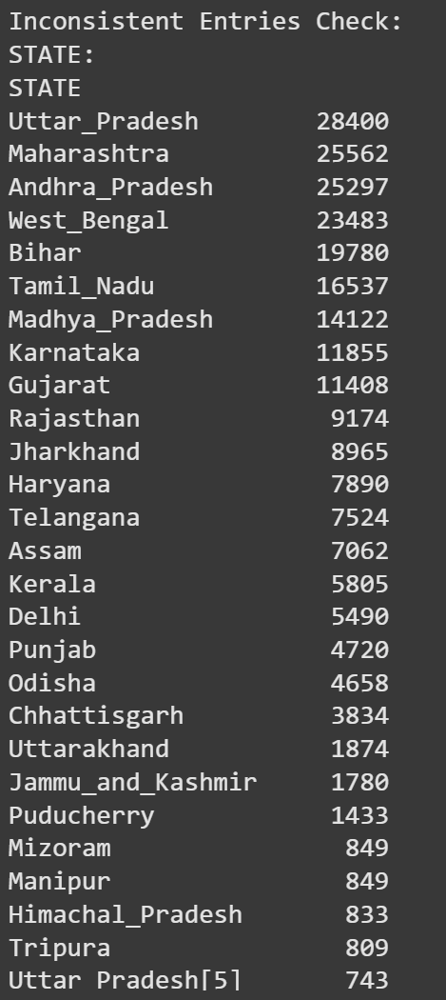 Inconsistent Entries Check:
STATE:
STATE
Uttar_Pradesh 28400
Maharashtra 25562
Andhra_Pradesh 25297
West_Bengal 23483
Bihar 19780
Tamil_Nadu 16537
Madhya_Pradesh 14122
Karnataka 11855
Gujarat 11408
Rajasthan 9174
Jharkhand 8965
Haryana 7890
Telangana 7524
Assam 7062
Kerala 5805
Delhi 5490
Punjab 4720
Odisha 4658
Chhattisgarh 3834
Uttarakhand 1874
Jammu_and_Kashmir 1780
Puducherry 1433
Mizoram 849
Manipur 849
Himachal_Pradesh 833
Tripura 809
Uttar Pradesh[5] 743